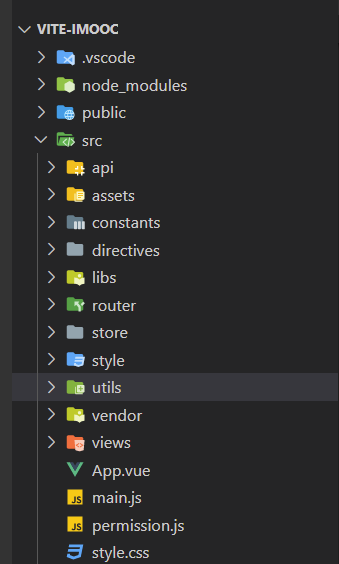 VITE-IMOOC
.vscode
node_modules
public
src
api
assets
constants
directives
libs
router
store
style
utils
vendor
views
App.vue
main.js
permission.js
style.css